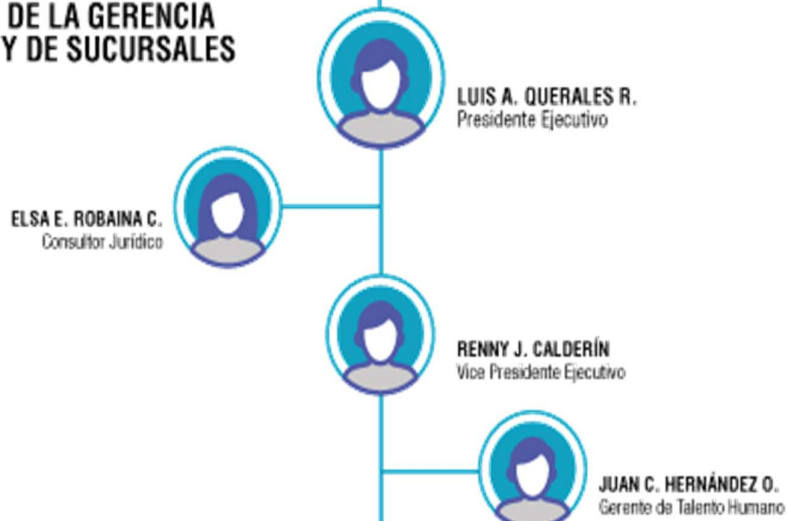 DE LA GERENCIA
Y DE SUCURSALES
LUIS A. QUERALES R.
Presidente Ejecutivo
ELSA E. ROBAINA C.
Consultor Jurídico
RENNY J. CALDERÍN
Vice Presidente Ejecutivo
JUAN C. HERNÁNDEZ O.
Gerente de Talento Humano